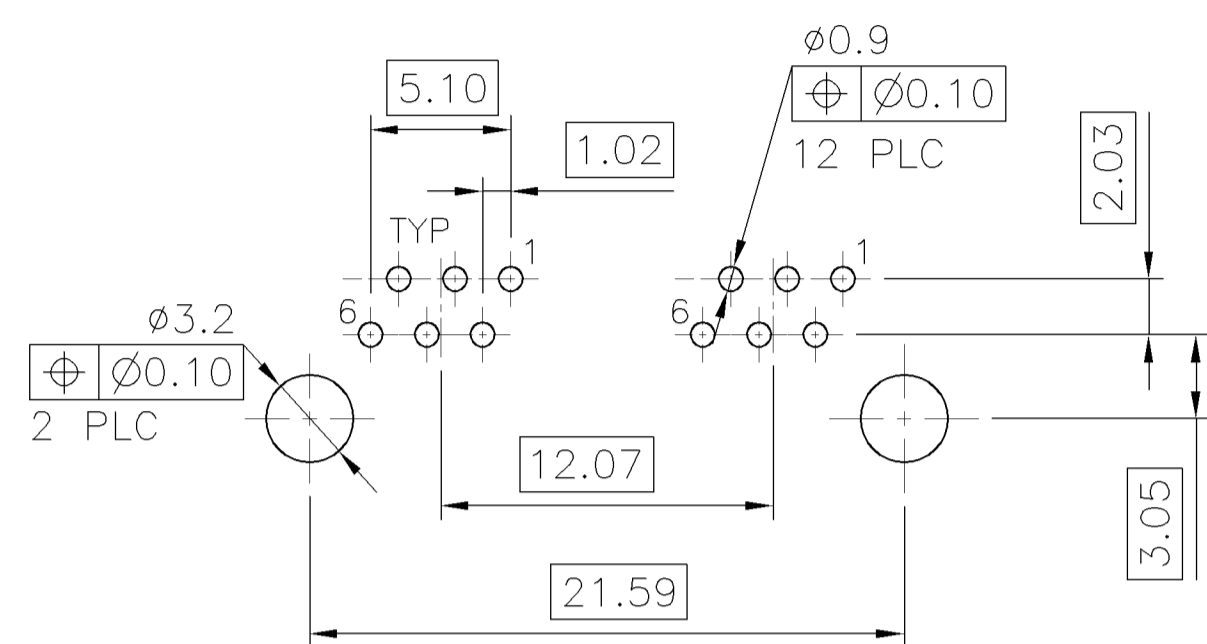 ø0.9
5.10
⌖ Ø0.10
1.02
12 PLC
2.03
TYP
1
1
6
6
ø3.2
⌖ Ø0.10
2 PLC
12.07
3.05
21.59